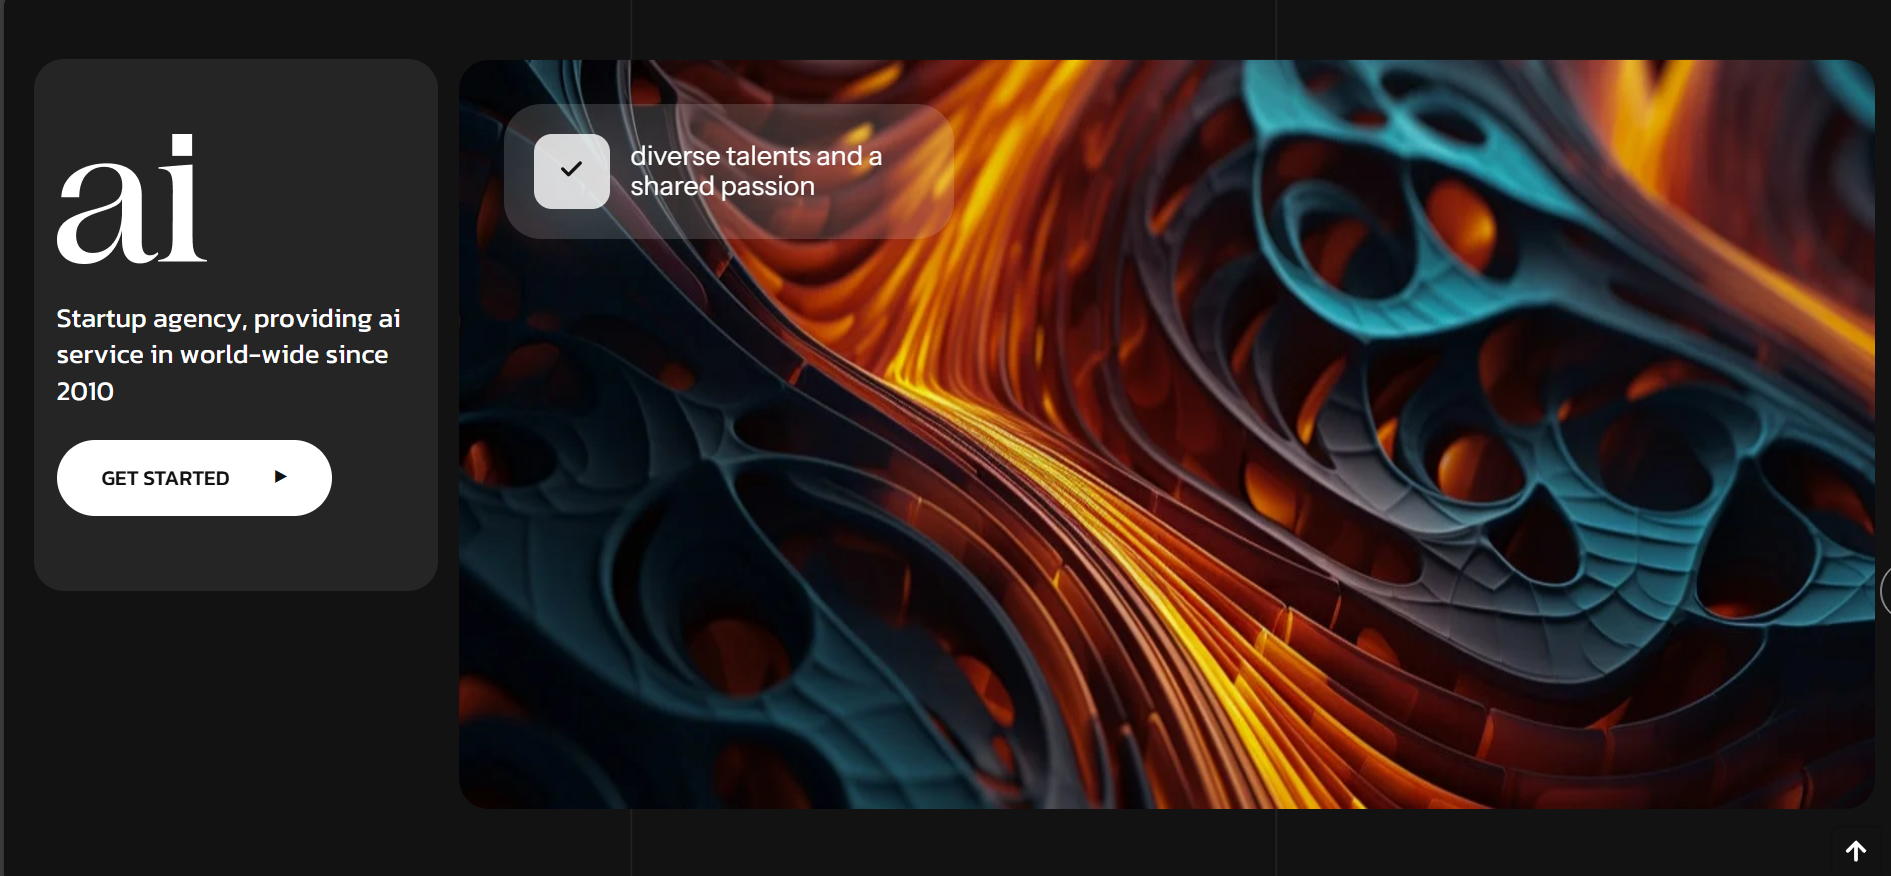 ai
Startup agency, providing ai
service in world-wide since
2010
GET STARTED
diverse talents and a
shared passion